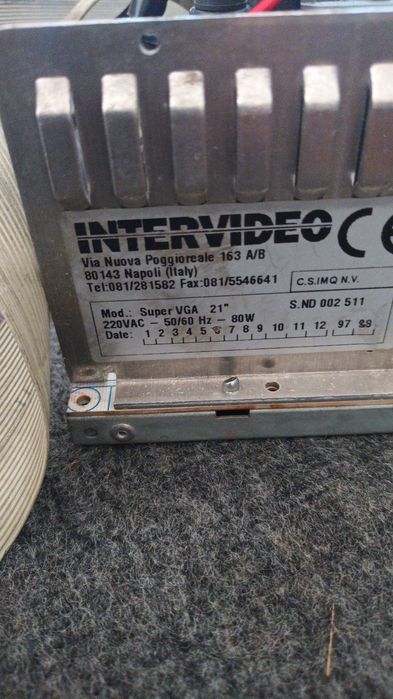 INTERVIDEO CE
Via Nuova Poggioreale 163 A/B
80143 Napoli (Italy)
Tel:081/281582 Fax:081/5546641
C.S.IMQ N.V.
Mod.: Super VGA 21"
S.ND 002 511
220VAC – 50/60 Hz – 80W
Date: 1 2 3 4 5 6 7 8 9 10 11 12 97 98